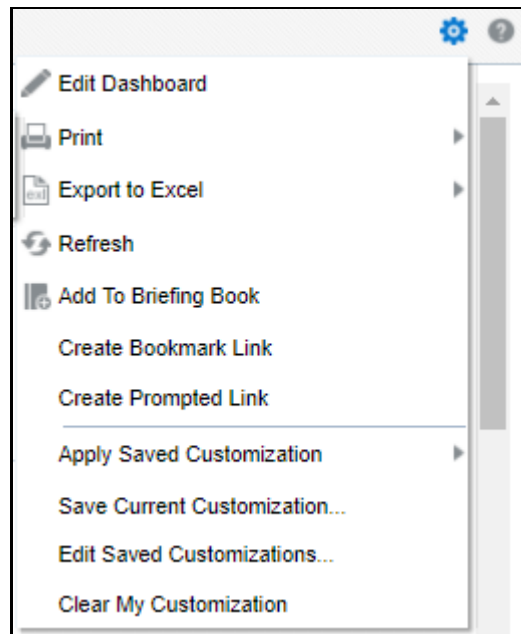 Edit Dashboard
Print
Export to Excel
Refresh
Add To Briefing Book
Create Bookmark Link
Create Prompted Link
Apply Saved Customization
Save Current Customization...
Edit Saved Customizations...
Clear My Customization